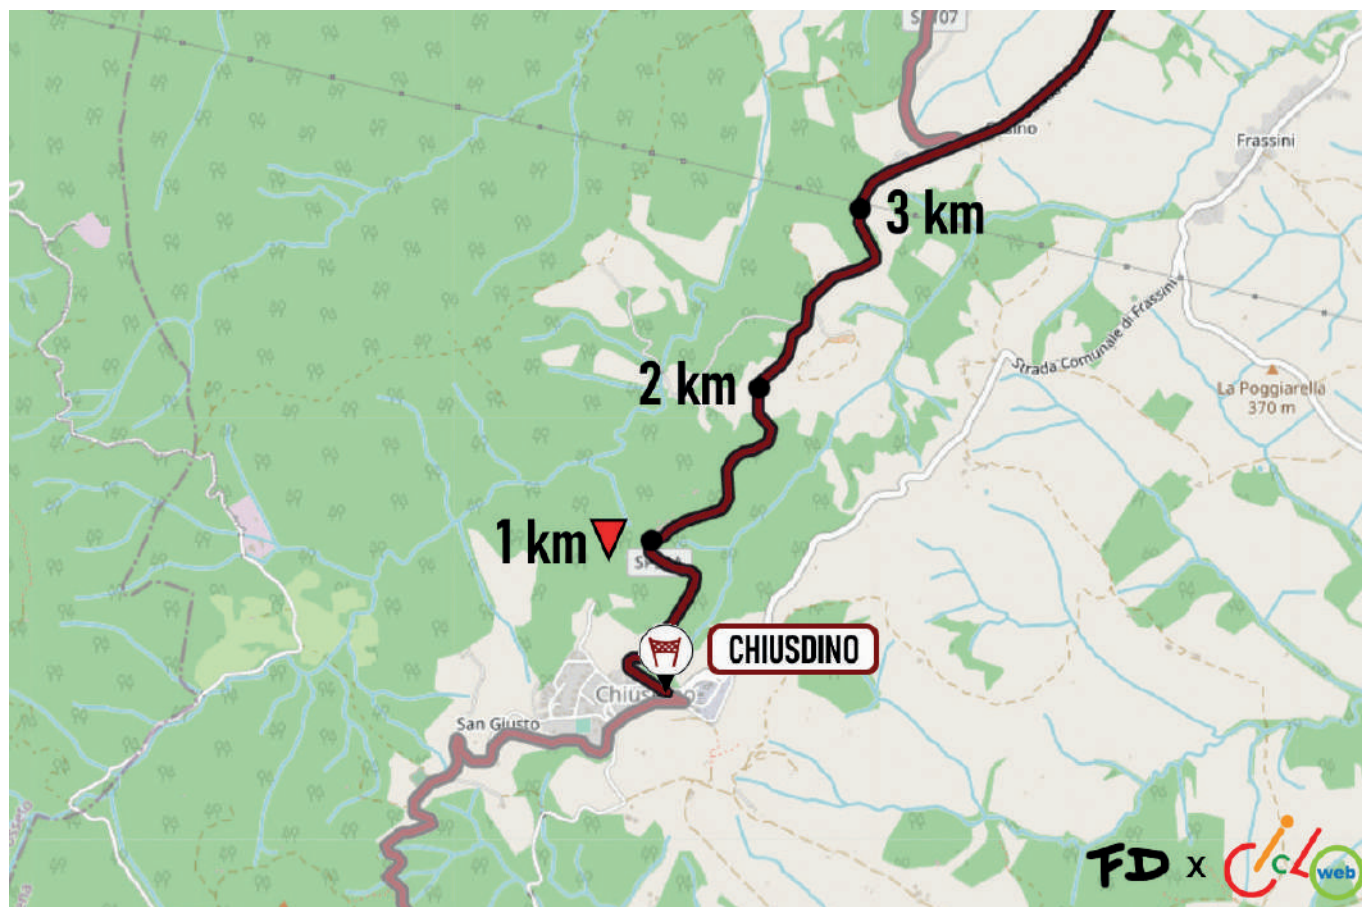 Frassini
3 km
Strada Comunale di Frassini
2 km
La Poggiarella
370 m
1 km
CHIUSDINO
San Giusto
FD x Ciclo
web